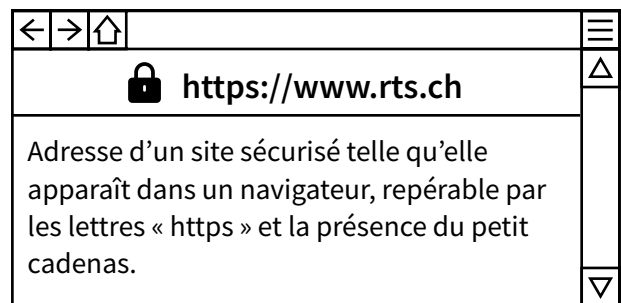 https://www.rts.ch
Adresse d’un site sécurisé telle qu’elle
apparaît dans un navigateur, repérable par
les lettres « https » et la présence du petit
cadenas.